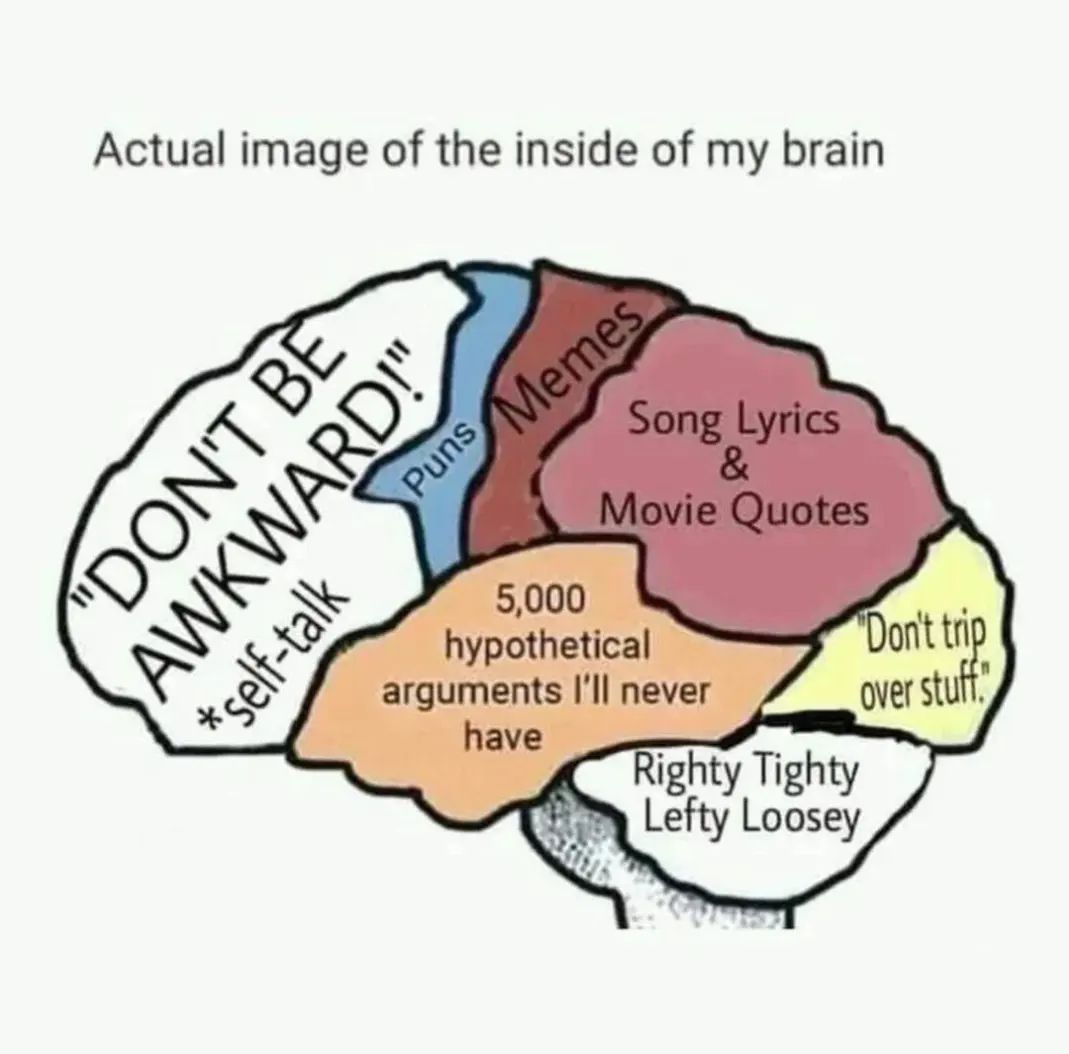 Actual image of the inside of my brain
"DON'T BE
AWKWARD!"
*self-talk
Puns
Memes
Song Lyrics
&
Movie Quotes
5,000
hypothetical
arguments I'll never
have
"Don't trip
over stuff."
Righty Tighty
Lefty Loosey